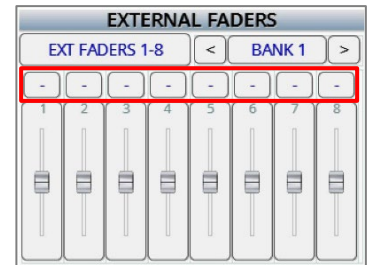 EXTERNAL FADERS
EXT FADERS 1-8 < BANK 1 >
- - - - - - - -
1 2 3 4 5 6 7 8